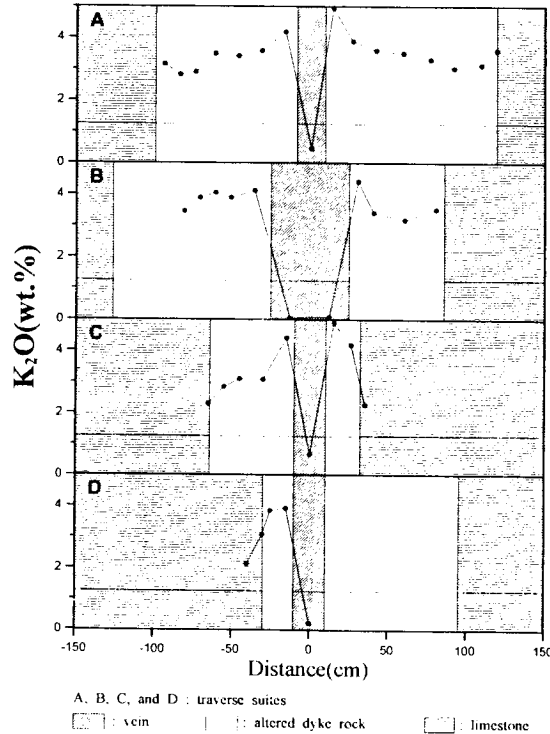 K₂O(wt.%)
A
4
2
0
B
4
2
0
C
4
2
0
D
4
2
0
-150 -100 -50 0 50 100 150
Distance(cm)
A, B, C, and D : traverse suites
: vein : altered dyke rock : limestone